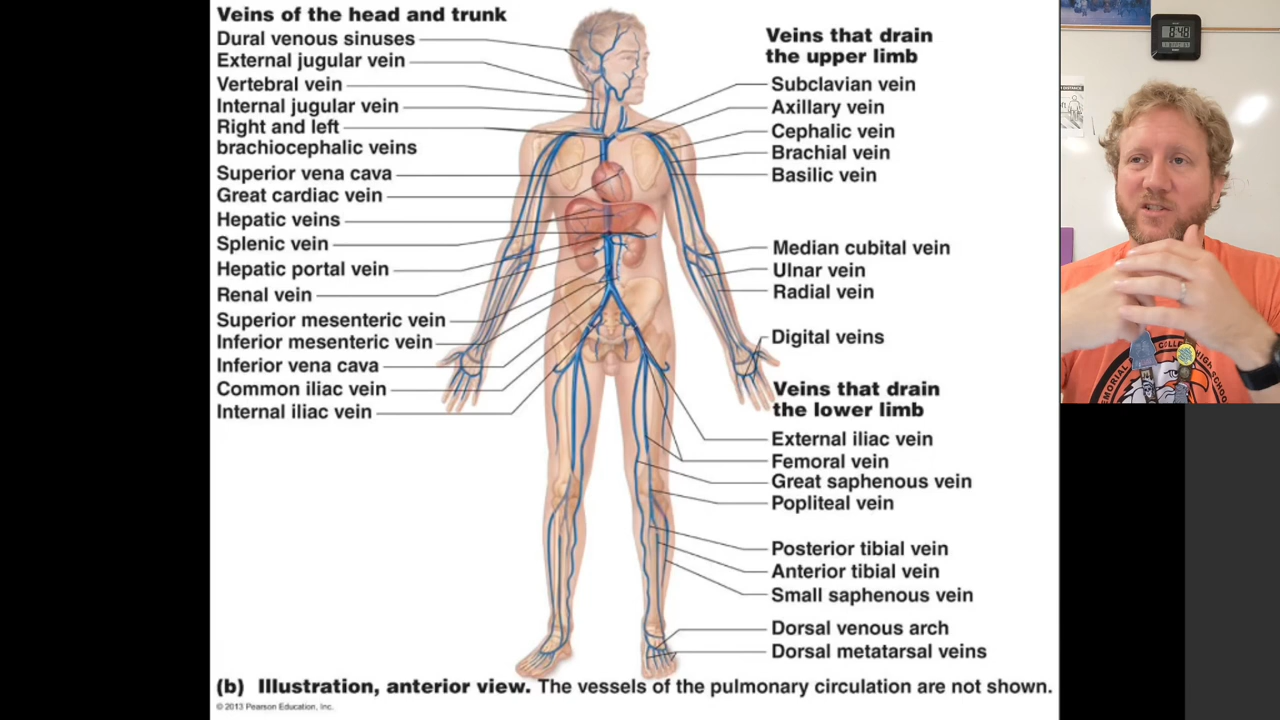 Veins of the head and trunk
Dural venous sinuses
External jugular vein
Vertebral vein
Internal jugular vein
Right and left
brachiocephalic veins
Superior vena cava
Great cardiac vein
Hepatic veins
Splenic vein
Hepatic portal vein
Renal vein
Superior mesenteric vein
Inferior mesenteric vein
Inferior vena cava
Common iliac vein
Internal iliac vein
Veins that drain
the upper limb
Subclavian vein
Axillary vein
Cephalic vein
Brachial vein
Basilic vein
Median cubital vein
Ulnar vein
Radial vein
Digital veins
Veins that drain
the lower limb
External iliac vein
Femoral vein
Great saphenous vein
Popliteal vein
Posterior tibial vein
Anterior tibial vein
Small saphenous vein
Dorsal venous arch
Dorsal metatarsal veins
(b) Illustration, anterior view. The vessels of the pulmonary circulation are not shown.
© 2013 Pearson Education, Inc.
8:48